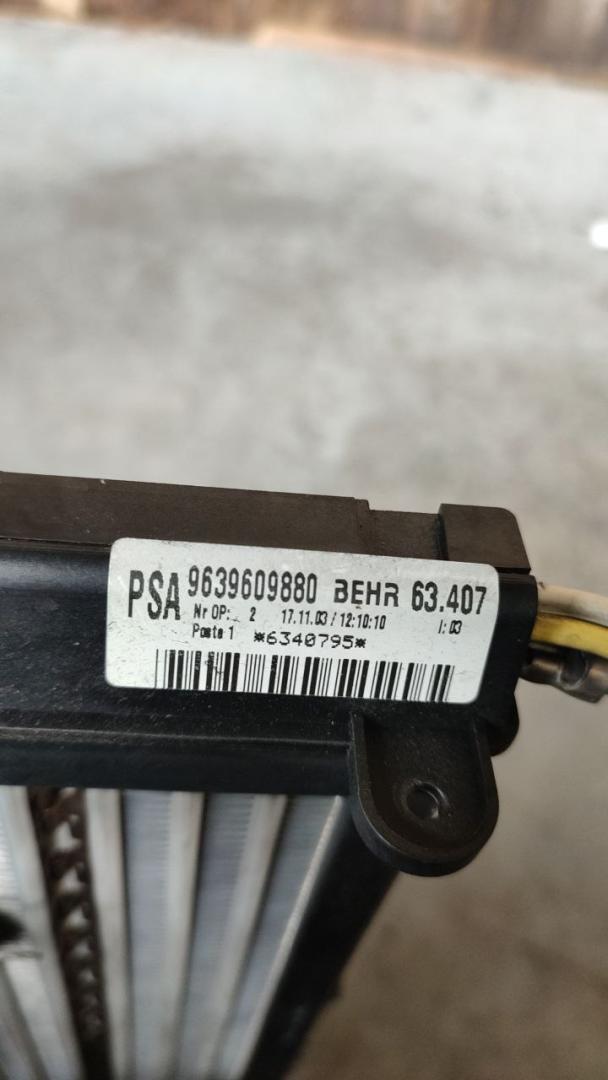 PSA 9639609880 BEHR 63.407
Nr OP: 2 17.11.03 / 12:10:10 I: 03
Poste 1 *6340795*